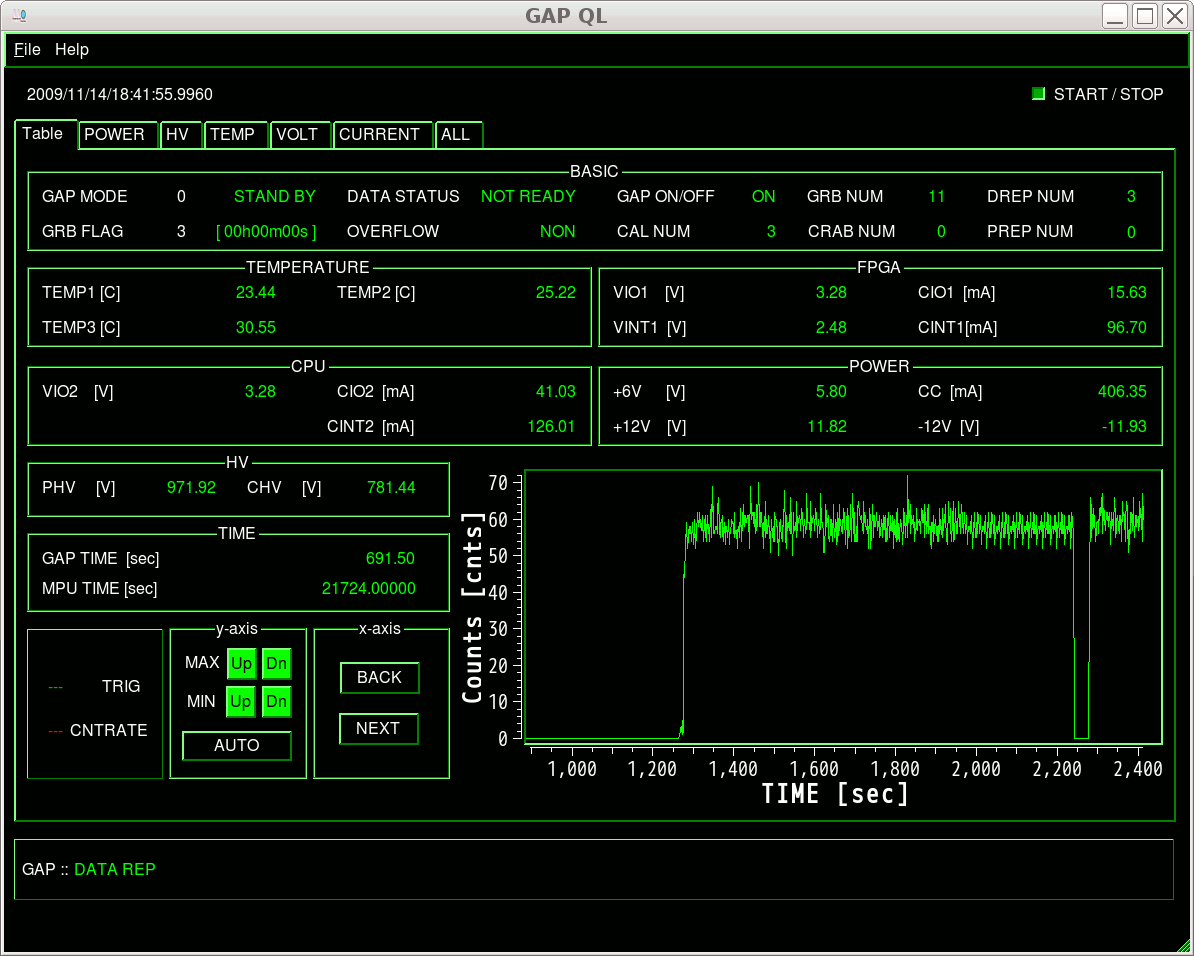 GAP QL
File Help
2009/11/14/18:41:55.9960 START / STOP
Table POWER HV TEMP VOLT CURRENT ALL
BASIC
GAP MODE 0 STAND BY DATA STATUS NOT READY GAP ON/OFF ON GRB NUM 11 DREP NUM 3
GRB FLAG 3 [ 00h00m00s ] OVERFLOW NON CAL NUM 3 CRAB NUM 0 PREP NUM 0
TEMPERATURE
TEMP1 [C] 23.44 TEMP2 [C] 25.22
TEMP3 [C] 30.55
FPGA
VIO1 [V] 3.28 CIO1 [mA] 15.63
VINT1 [V] 2.48 CINT1[mA] 96.70
CPU
VIO2 [V] 3.28 CIO2 [mA] 41.03
CINT2 [mA] 126.01
POWER
+6V [V] 5.80 CC [mA] 406.35
+12V [V] 11.82 -12V [V] -11.93
HV
PHV [V] 971.92 CHV [V] 781.44
TIME
GAP TIME [sec] 691.50
MPU TIME [sec] 21724.00000
--- TRIG
--- CNTRATE
y-axis
MAX Up Dn
MIN Up Dn
AUTO
x-axis
BACK
NEXT
Counts [cnts]
70
60
50
40
30
20
10
0
1,000 1,200 1,400 1,600 1,800 2,000 2,200 2,400
TIME [sec]
GAP :: DATA REP